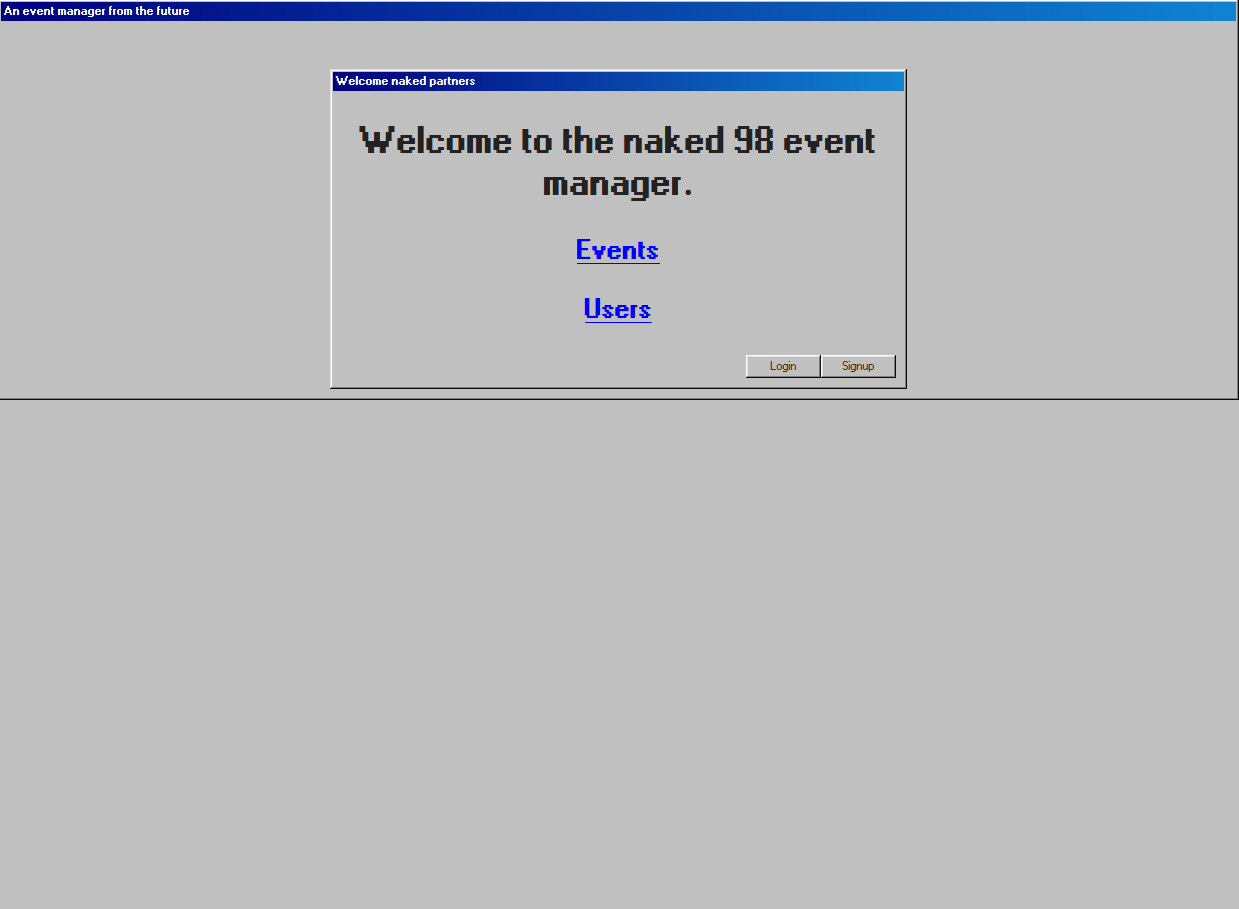 An event manager from the future
Welcome naked partners
Welcome to the naked 98 event
manager.
Events
Users
Login
Signup